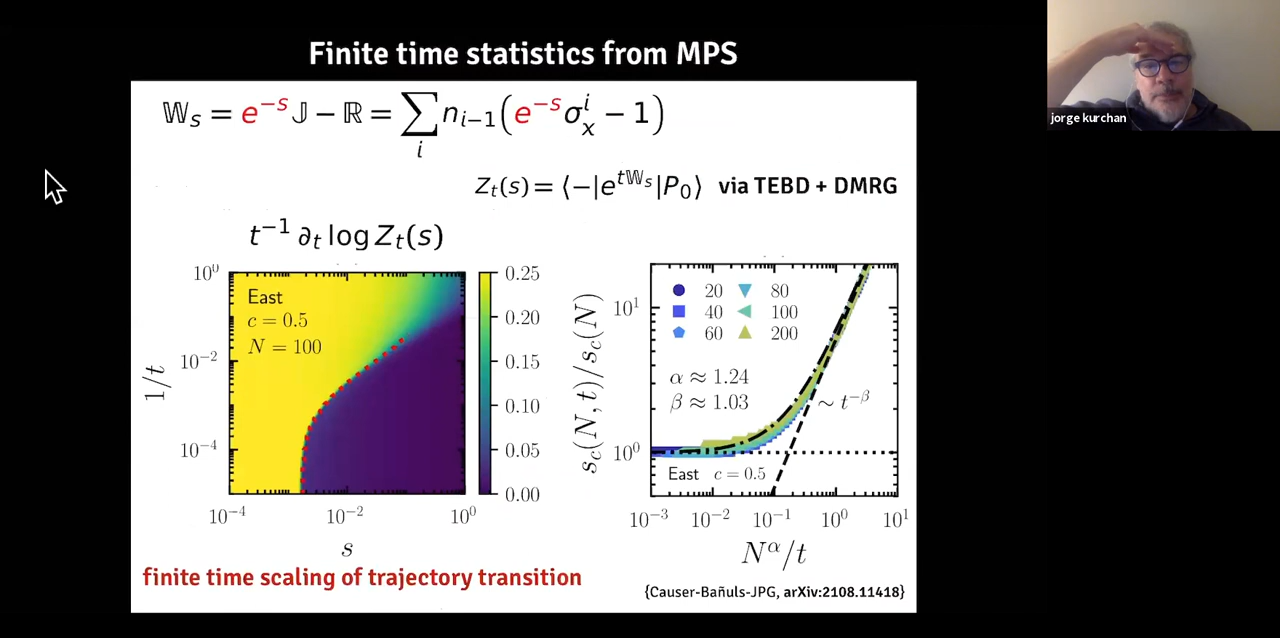 Finite time statistics from MPS
jorge kurchan
𝕎ₛ = e⁻ˢ 𝕁 − ℝ = ∑ᵢ nᵢ₋₁(e⁻ˢ σₓⁱ − 1)
Zₜ(s) = ⟨−|e^{t𝕎ₛ}|P₀⟩ via TEBD + DMRG
t⁻¹ ∂ₜ log Zₜ(s)
10⁰
10⁻²
10⁻⁴
1/t
East
c = 0.5
N = 100
10⁻⁴ 10⁻² 10⁰
s
0.25
0.20
0.15
0.10
0.05
0.00
s_c(N, t)/s_c(N)
10¹
10⁰
20 80
40 100
60 200
α ≈ 1.24
β ≈ 1.03
∼ t^{−β}
East c = 0.5
10⁻³ 10⁻² 10⁻¹ 10⁰ 10¹
N^α/t
finite time scaling of trajectory transition
{Causer-Bañuls-JPG, arXiv:2108.11418}